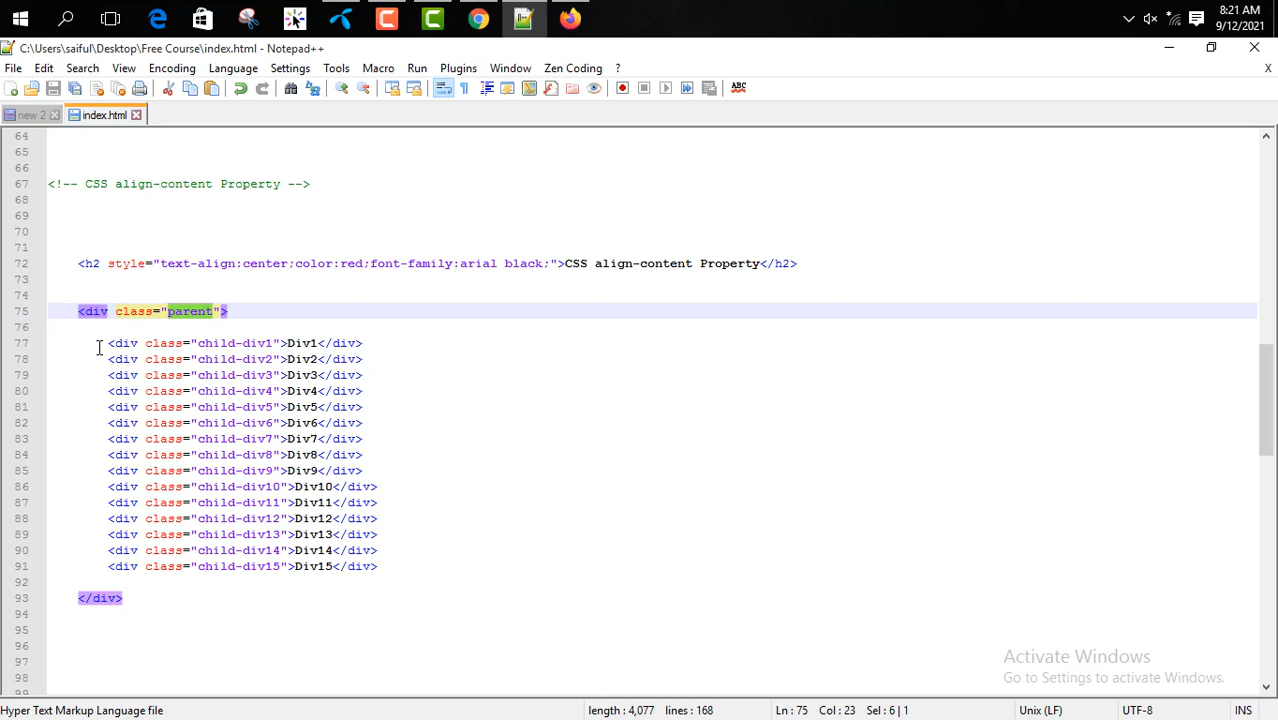 8:21 AM
9/12/2021
C:\Users\saiful\Desktop\Free Course\index.html - Notepad++
File Edit Search View Encoding Language Settings Tools Macro Run Plugins Window Zen Coding ? X
ABC
new 2 index.html
64
65
66
67 <!-- CSS align-content Property -->
68
69
70
71
72 <h2 style="text-align:center;color:red;font-family:arial black;">CSS align-content Property</h2>
73
74
75 <div class="parent">
76
77 <div class="child-div1">Div1</div>
78 <div class="child-div2">Div2</div>
79 <div class="child-div3">Div3</div>
80 <div class="child-div4">Div4</div>
81 <div class="child-div5">Div5</div>
82 <div class="child-div6">Div6</div>
83 <div class="child-div7">Div7</div>
84 <div class="child-div8">Div8</div>
85 <div class="child-div9">Div9</div>
86 <div class="child-div10">Div10</div>
87 <div class="child-div11">Div11</div>
88 <div class="child-div12">Div12</div>
89 <div class="child-div13">Div13</div>
90 <div class="child-div14">Div14</div>
91 <div class="child-div15">Div15</div>
92
93 </div>
94
95
96
97
98
99
Activate Windows
Go to Settings to activate Windows.
Hyper Text Markup Language file length : 4,077 lines : 168 Ln : 75 Col : 23 Sel : 6 | 1 Unix (LF) UTF-8 INS